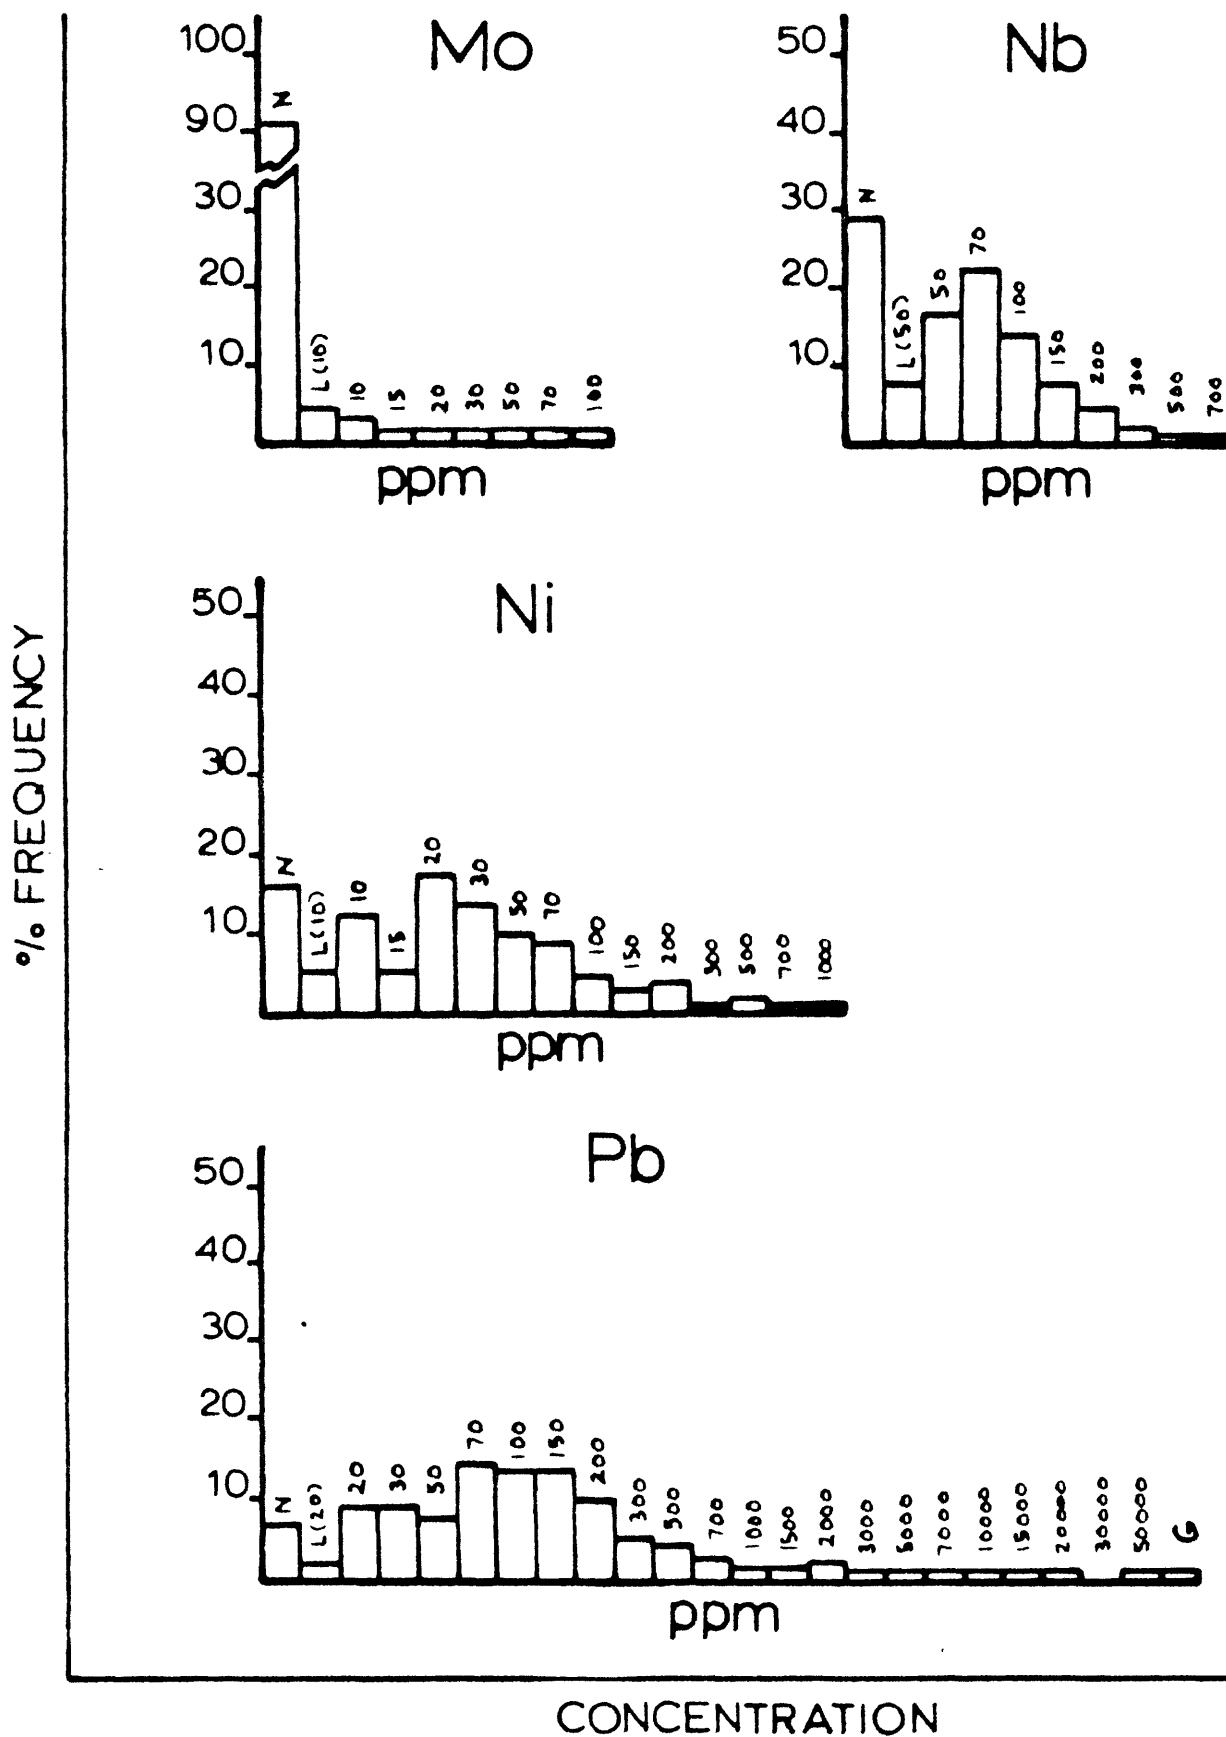 % FREQUENCY
Mo
100
90
30
20
10
N L(10) 10 15 20 30 50 70 100
ppm
Nb
50
40
30
20
10
N L(50) 50 70 100 150 200 300 500 700
ppm
Ni
50
40
30
20
10
N L(10) 10 15 20 30 50 70 100 150 200 300 500 700 1000
ppm
Pb
50
40
30
20
10
N L(20) 20 30 50 70 100 150 200 300 500 700 1000 1500 2000 3000 5000 7000 10000 15000 20000 30000 50000 G
ppm
CONCENTRATION